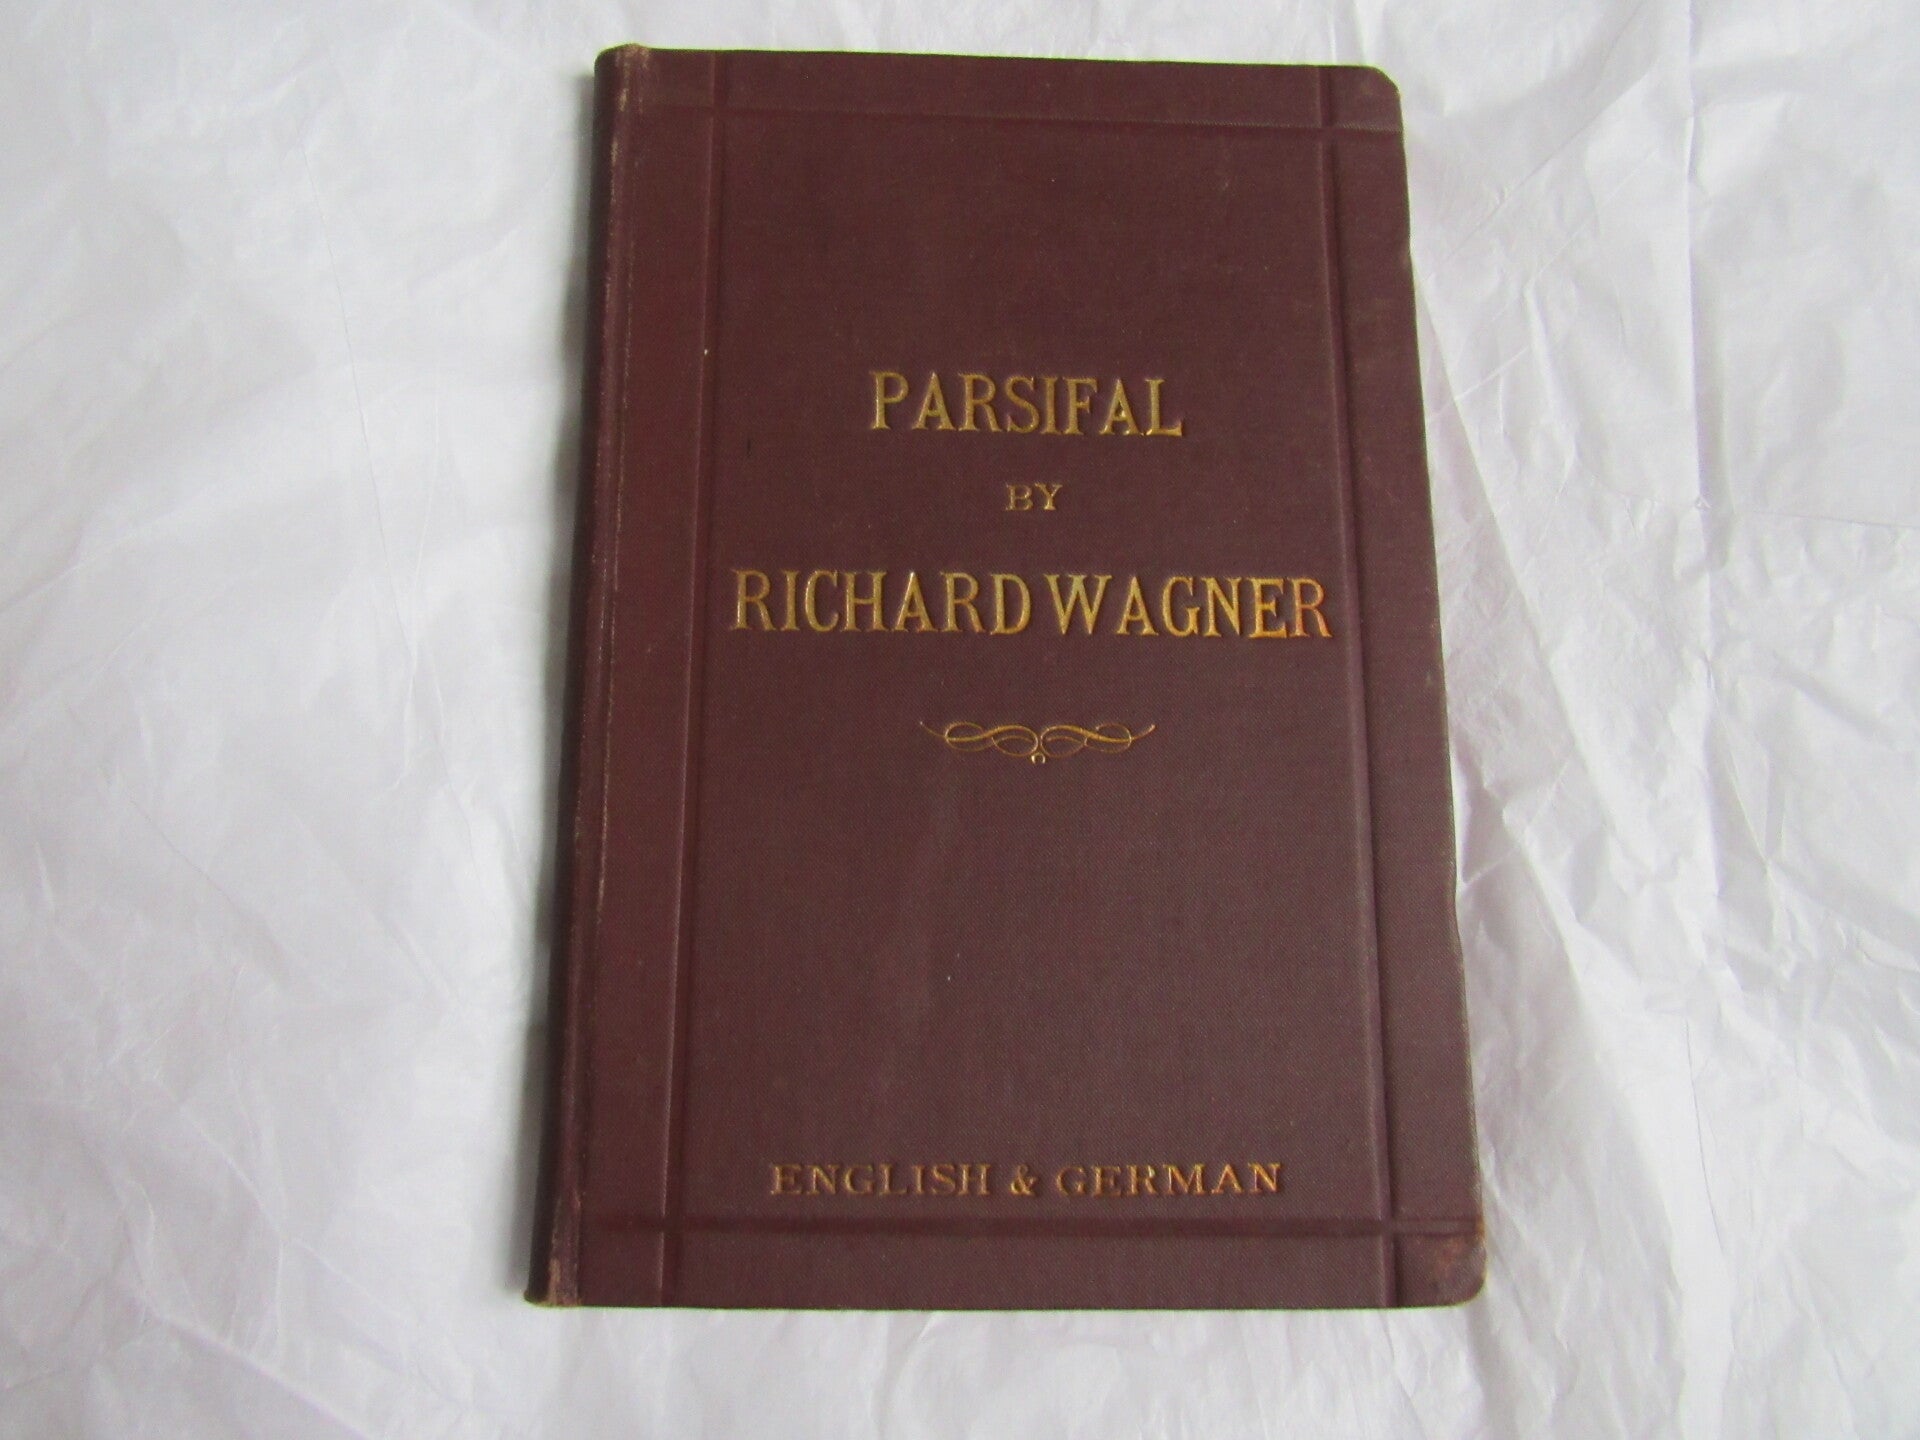 PARSIFAL
BY
RICHARD WAGNER
ENGLISH & GERMAN